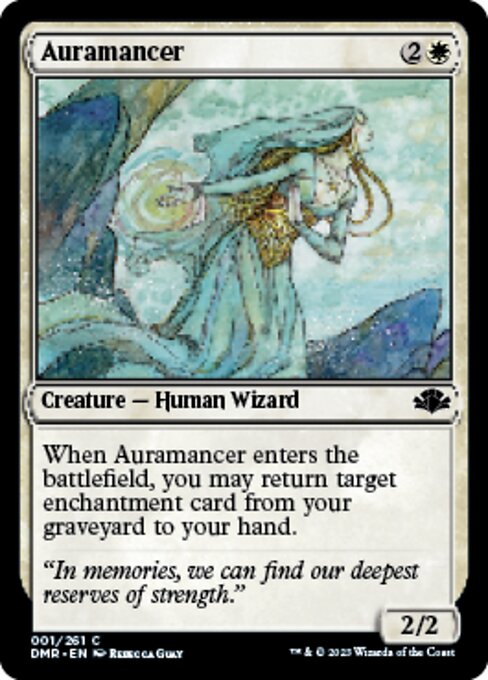 Auramancer 2
Creature — Human Wizard
When Auramancer enters the
battlefield, you may return target
enchantment card from your
graveyard to your hand.
“In memories, we can find our deepest
reserves of strength.”
2/2
001/261 C
DMR • EN Rebecca Guay
™ & © 2023 Wizards of the Coast